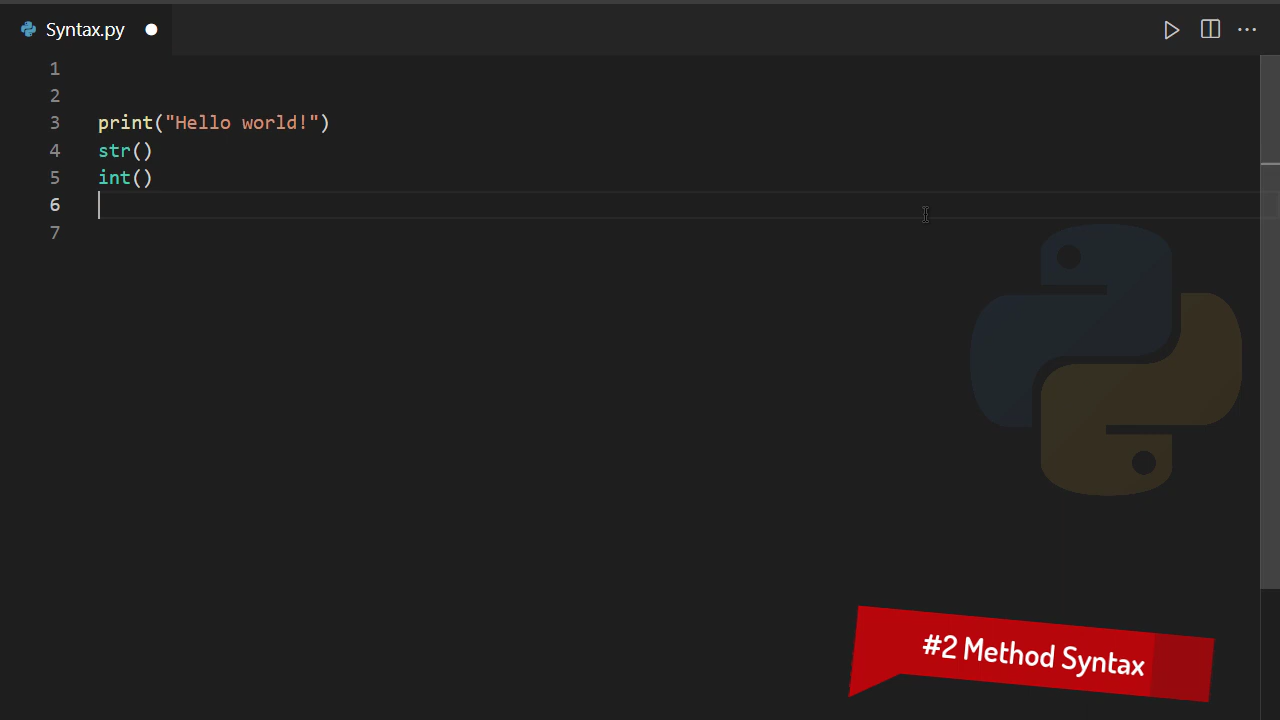 Syntax.py
1
2
3 print("Hello world!")
4 str()
5 int()
6
7
#2 Method Syntax